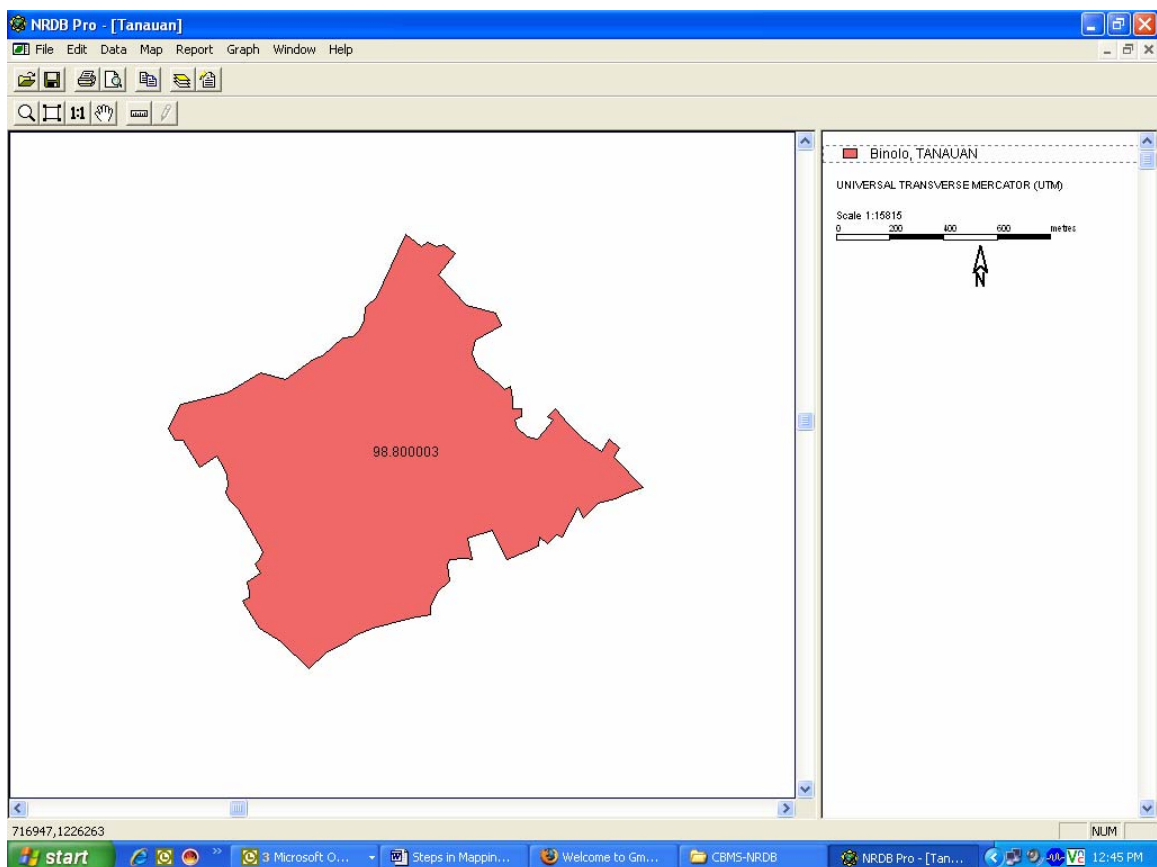 NRDB Pro - [Tanauan]
File Edit Data Map Report Graph Window Help
1:1
98.800003
Binolo, TANAUAN
UNIVERSAL TRANSVERSE MERCATOR (UTM)
Scale 1:15815
0 200 400 600 metres
N
716947,1226263 NUM
start 3 Microsoft O... Steps in Mappin... Welcome to Gm... CBMS-NRDB NRDB Pro - [Tan... 12:45 PM